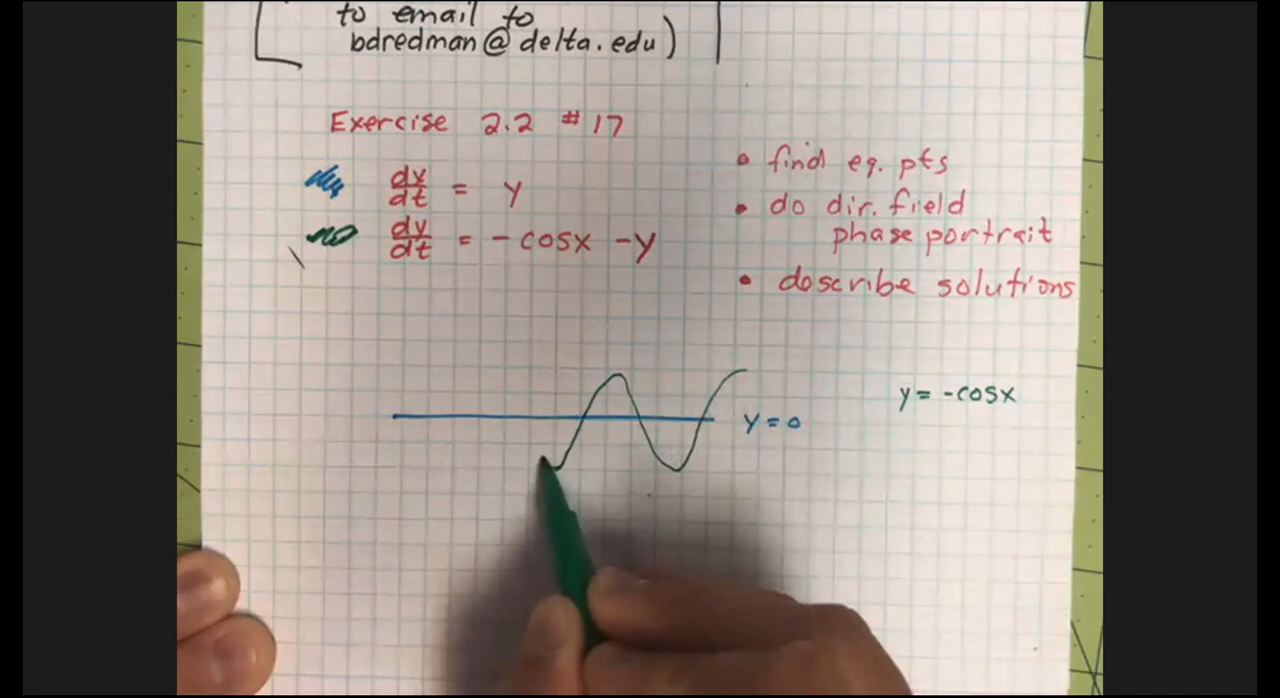 to email to
bdredman@delta.edu)
Exercise 2.2 #17
dx/dt = y
dy/dt = -cosx -y
• find eq. pts
• do dir. field
phase portrait
• describe solutions
y = -cosx
y = 0